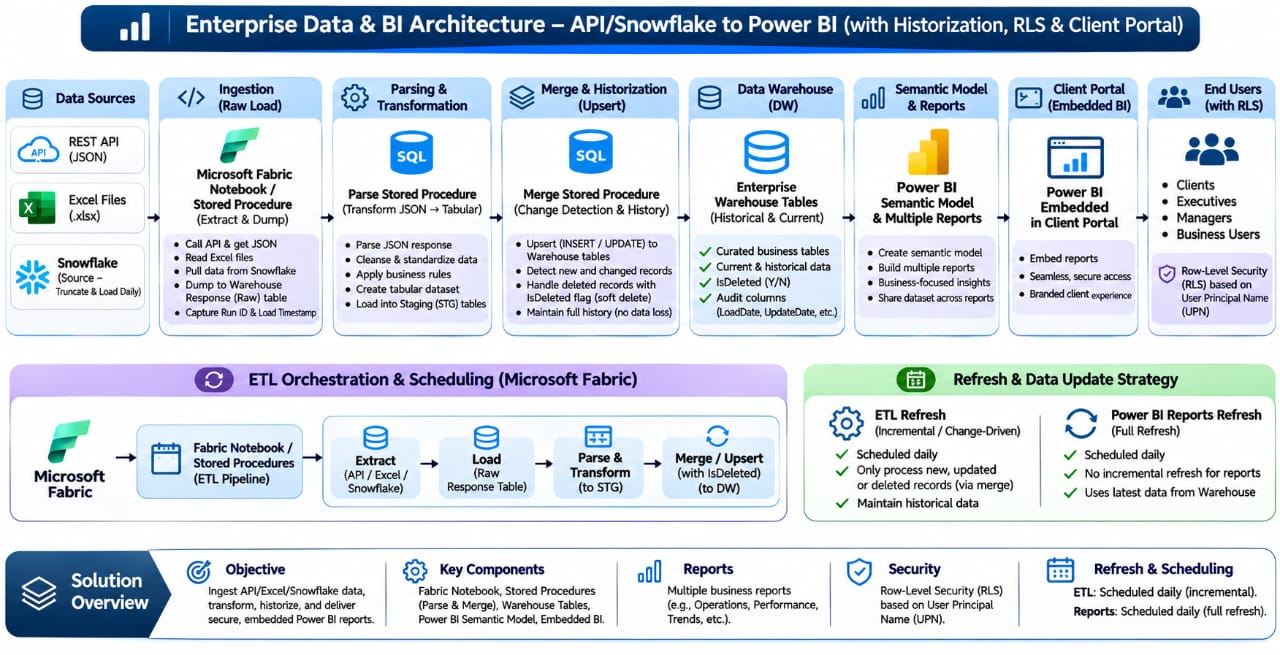 Enterprise Data & BI Architecture – API/Snowflake to Power BI (with Historization, RLS & Client Portal)
Data Sources
REST API
(JSON)
API
Excel Files
(.xlsx)
X
Snowflake
(Source –
Truncate & Load Daily)
Ingestion
(Raw Load)
Microsoft Fabric
Notebook /
Stored Procedure
(Extract & Dump)
• Call API & get JSON
• Read Excel files
• Pull data from Snowflake
• Dump to Warehouse
Response (Raw) table
• Capture Run ID & Load Timestamp
Parsing &
Transformation
SQL
Parse Stored Procedure
(Transform JSON → Tabular)
• Parse JSON response
• Cleanse & standardize data
• Apply business rules
• Create tabular dataset
• Load into Staging (STG) tables
Merge & Historization
(Upsert)
SQL
Merge Stored Procedure
(Change Detection & History)
• Upsert (INSERT / UPDATE) to
Warehouse tables
• Detect new and changed records
• Handle deleted records with
IsDeleted flag (soft delete)
• Maintain full history (no data loss)
Data Warehouse
(DW)
Enterprise
Warehouse Tables
(Historical & Current)
✓ Curated business tables
✓ Current & historical data
✓ IsDeleted (Y/N)
✓ Audit columns
(LoadDate, UpdateDate, etc.)
Semantic Model
& Reports
Power BI
Semantic Model
& Multiple Reports
• Create semantic model
• Build multiple reports
• Business-focused insights
• Share dataset across reports
Client Portal
(Embedded BI)
Power BI
Embedded
in Client Portal
• Embed reports
• Seamless, secure access
• Branded client experience
End Users
(with RLS)
• Clients
• Executives
• Managers
• Business Users
Row-Level Security
(RLS) based on
User Principal Name
(UPN)
ETL Orchestration & Scheduling (Microsoft Fabric)
Microsoft
Fabric
Fabric Notebook /
Stored Procedures
(ETL Pipeline)
Extract
(API / Excel /
Snowflake)
Load
(Raw
Response Table)
Parse &
Transform
(to STG)
Merge / Upsert
(with IsDeleted)
(to DW)
Refresh & Data Update Strategy
ETL Refresh
(Incremental / Change-Driven)
✓ Scheduled daily
✓ Only process new, updated
or deleted records (via merge)
✓ Maintain historical data
Power BI Reports Refresh
(Full Refresh)
✓ Scheduled daily
✓ No incremental refresh for reports
✓ Uses latest data from Warehouse
Solution
Overview
Objective
Ingest API/Excel/Snowflake data,
transform, historize, and deliver
secure, embedded Power BI reports.
Key Components
Fabric Notebook, Stored Procedures
(Parse & Merge), Warehouse Tables,
Power BI Semantic Model, Embedded BI.
Reports
Multiple business reports
(e.g., Operations, Performance,
Trends, etc.).
Security
Row-Level Security (RLS)
based on User Principal
Name (UPN).
Refresh & Scheduling
ETL: Scheduled daily (incremental).
Reports: Scheduled daily (full refresh).